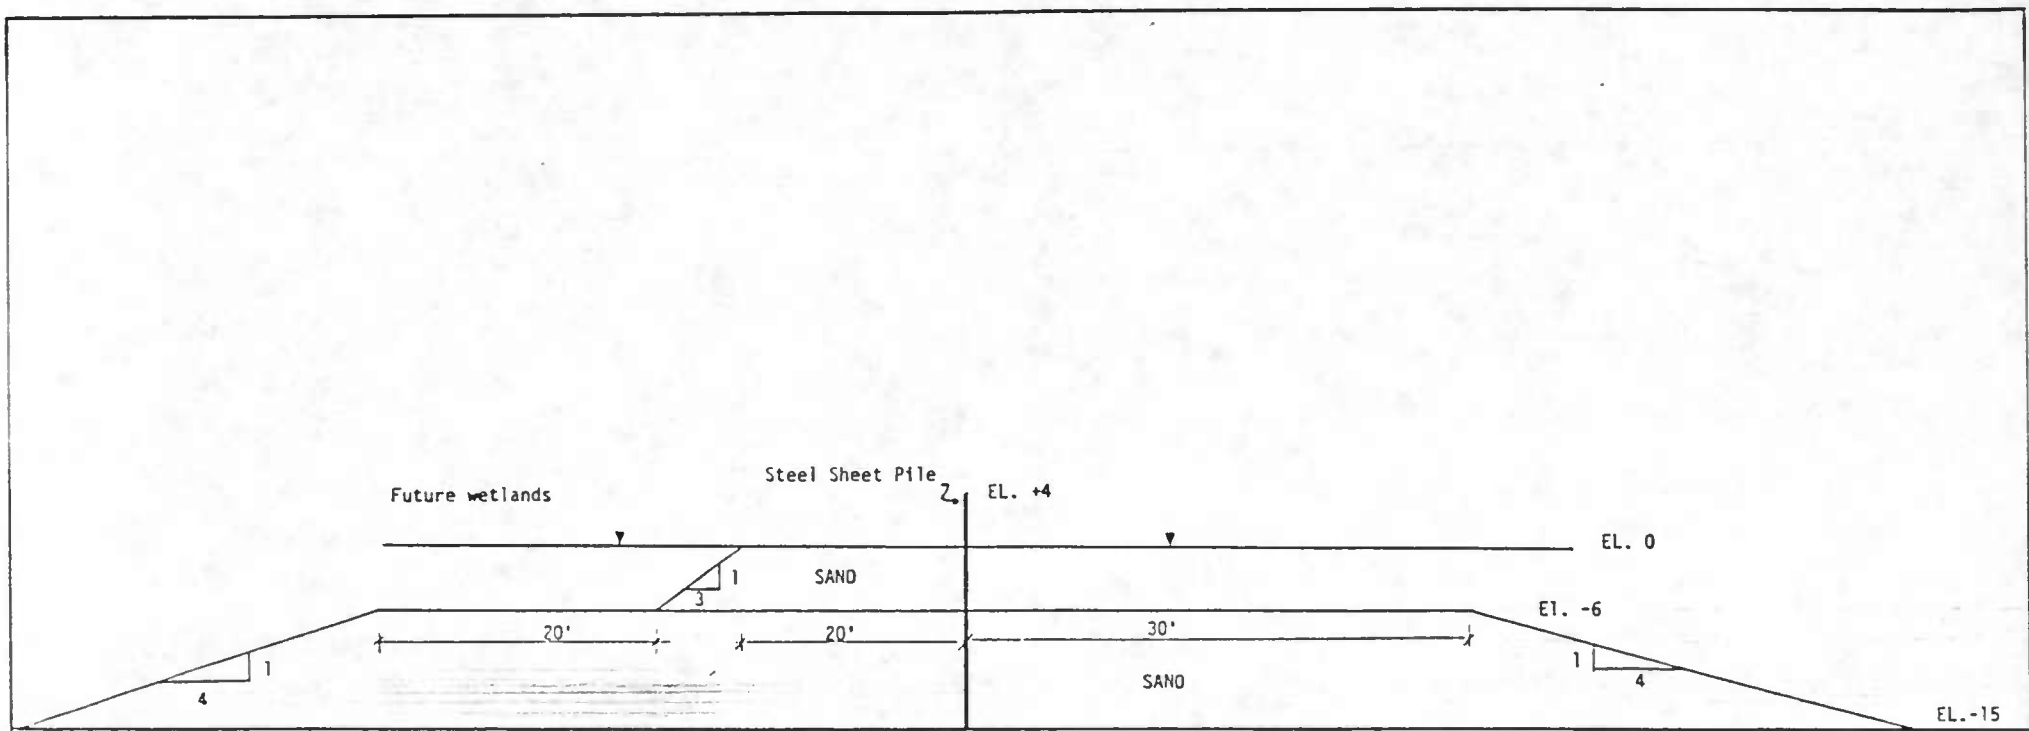 Steel Sheet Pile
Future wetlands
EL. +4
EL. 0
SAND
1
3
El. -6
20'
20'
30'
1
4
SAND
1
4
EL.-15